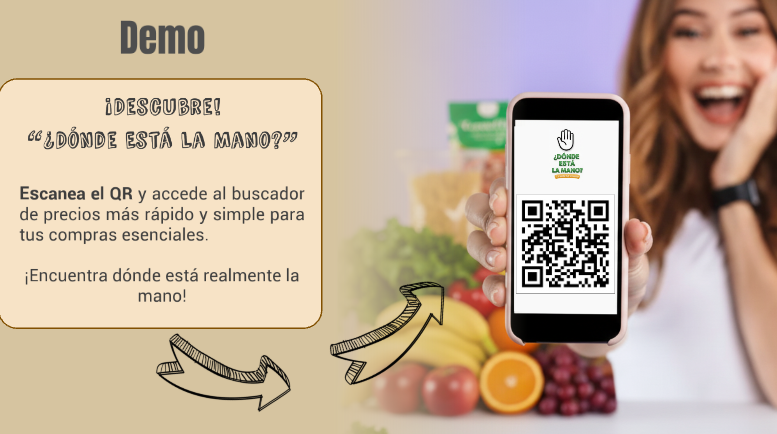 Demo
¡DESCUBRE!
“¿DÓNDE ESTÁ LA MANO?”
Escanea el QR y accede al buscador
de precios más rápido y simple para
tus compras esenciales.
¡Encuentra dónde está realmente la
mano!
¿DÓNDE
ESTÁ
LA MANO?